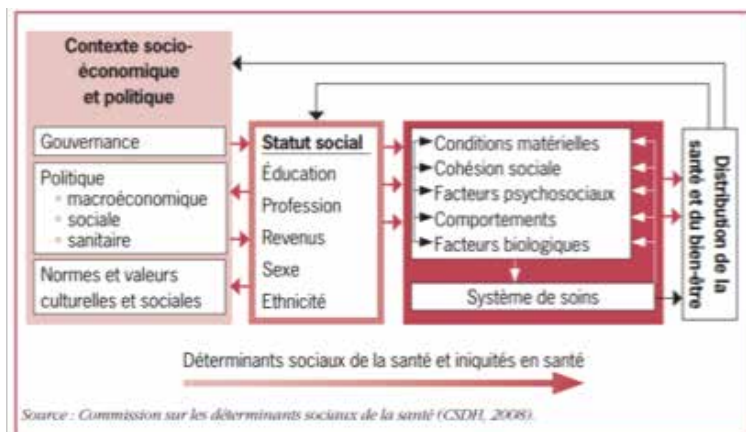 Contexte socio-
économique
et politique
Gouvernance
Politique
macroéconomique
sociale
sanitaire
Normes et valeurs
culturelles et sociales
Statut social
Éducation
Profession
Revenus
Sexe
Ethnicité
Conditions matérielles
Cohésion sociale
Facteurs psychosociaux
Comportements
Facteurs biologiques
Système de soins
Distribution de la
santé et du bien-être
Déterminants sociaux de la santé et iniquités en santé
Source : Commission sur les déterminants sociaux de la santé (CSDH, 2008).